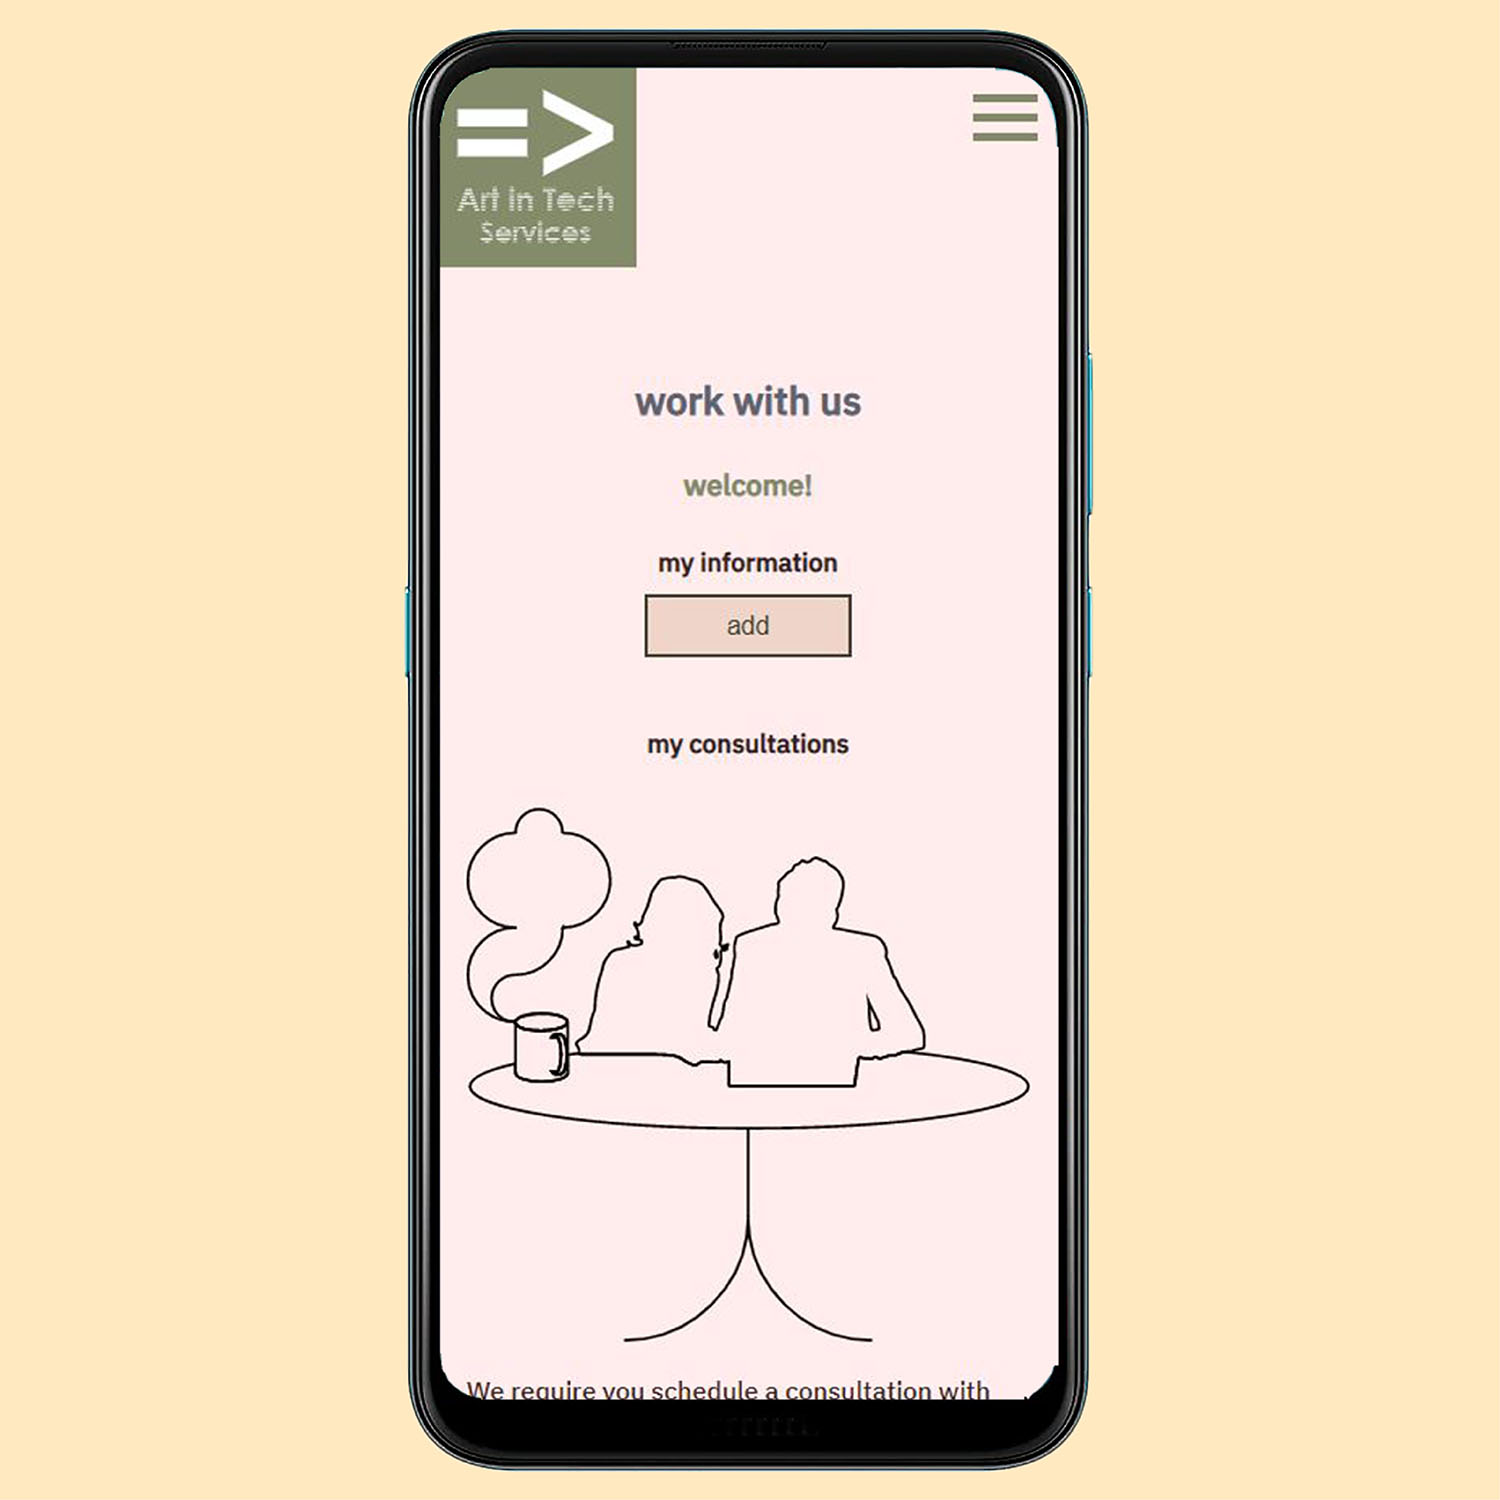 =>
Art in Tech
Services
work with us
welcome!
my information
add
my consultations
We require you schedule a consultation with